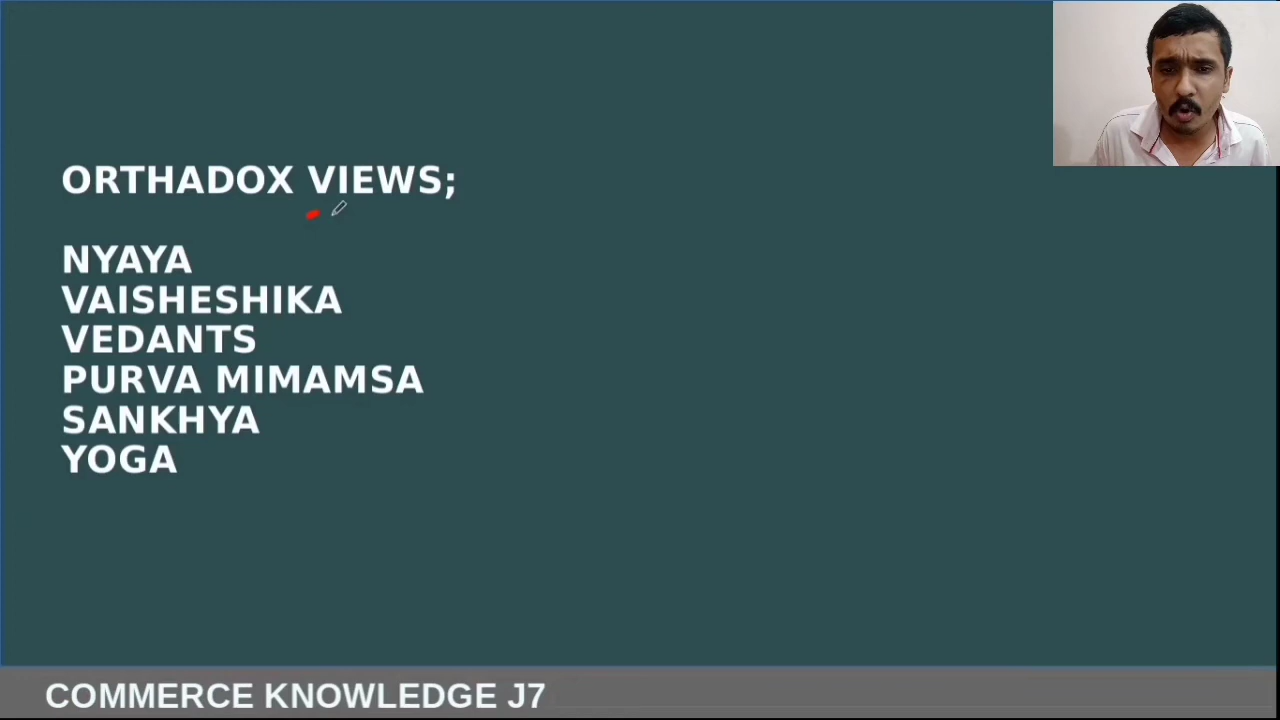 ORTHADOX VIEWS;
NYAYA
VAISHESHIKA
VEDANTS
PURVA MIMAMSA
SANKHYA
YOGA
COMMERCE KNOWLEDGE J7